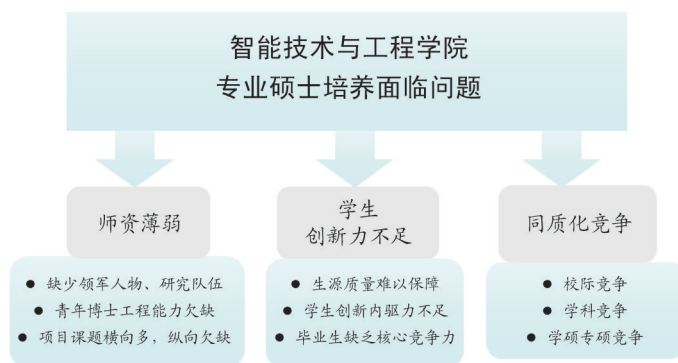 智能技术与工程学院
专业硕士培养面临问题
师资薄弱
● 缺少领军人物、研究队伍
● 青年博士工程能力欠缺
● 项目课题横向多，纵向欠缺
学生
创新力不足
● 生源质量难以保障
● 学生创新内驱力不足
● 毕业生缺乏核心竞争力
同质化竞争
● 校际竞争
● 学科竞争
● 学硕专硕竞争